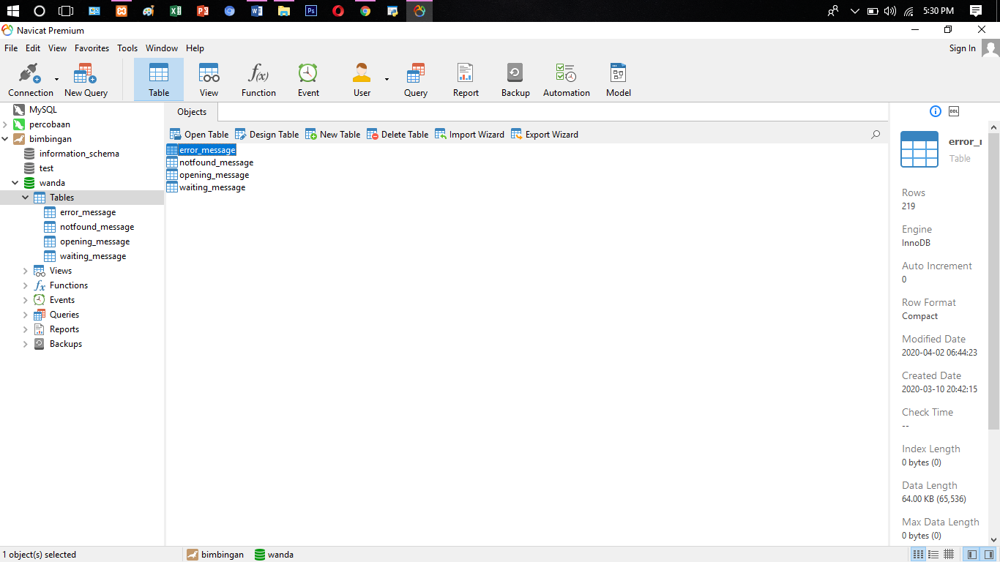 5:30 PM
Navicat Premium
File Edit View Favorites Tools Window Help Sign In
Connection New Query Table View Function Event User Query Report Backup Automation Model
MySQL
percobaan
bimbingan
information_schema
test
wanda
Tables
error_message
notfound_message
opening_message
waiting_message
Views
Functions
Events
Queries
Reports
Backups
Objects
Open Table Design Table New Table Delete Table Import Wizard Export Wizard
error_message
notfound_message
opening_message
waiting_message
DDL
error_
Table
Rows
219
Engine
InnoDB
Auto Increment
0
Row Format
Compact
Modified Date
2020-04-02 06:44:23
Created Date
2020-03-10 20:42:15
Check Time
--
Index Length
0 bytes (0)
Data Length
64.00 KB (65,536)
Max Data Length
0 bytes (0)
1 object(s) selected bimbingan wanda